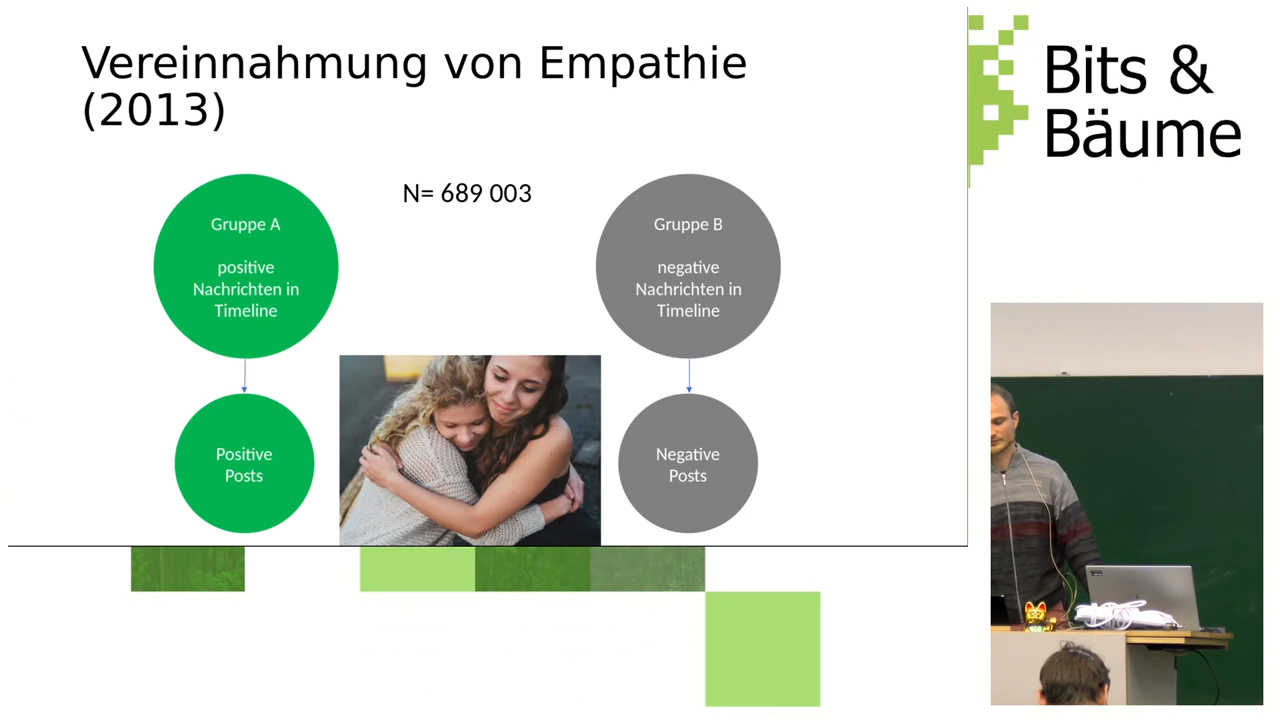 Vereinnahmung von Empathie
(2013)
Bits &
Bäume
N= 689 003
Gruppe A
positive
Nachrichten in
Timeline
Gruppe B
negative
Nachrichten in
Timeline
Positive
Posts
Negative
Posts